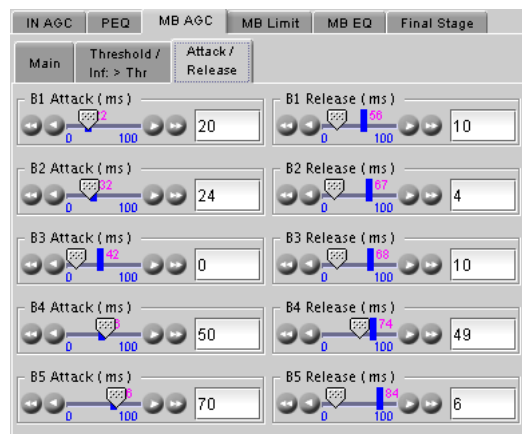 IN AGC PEQ MB AGC MB Limit MB EQ Final Stage
Main Threshold / Attack /
Inf: > Thr Release
B1 Attack ( ms ) B1 Release ( ms )
56
20 10
0 100 0 100
B2 Attack ( ms ) B2 Release ( ms )
32 67
24 4
0 100 0 100
B3 Attack ( ms ) B3 Release ( ms )
42 68
0 10
0 100 0 100
B4 Attack ( ms ) B4 Release ( ms )
74
50 49
0 100 0 100
B5 Attack ( ms ) B5 Release ( ms )
84
70 6
0 100 0 100